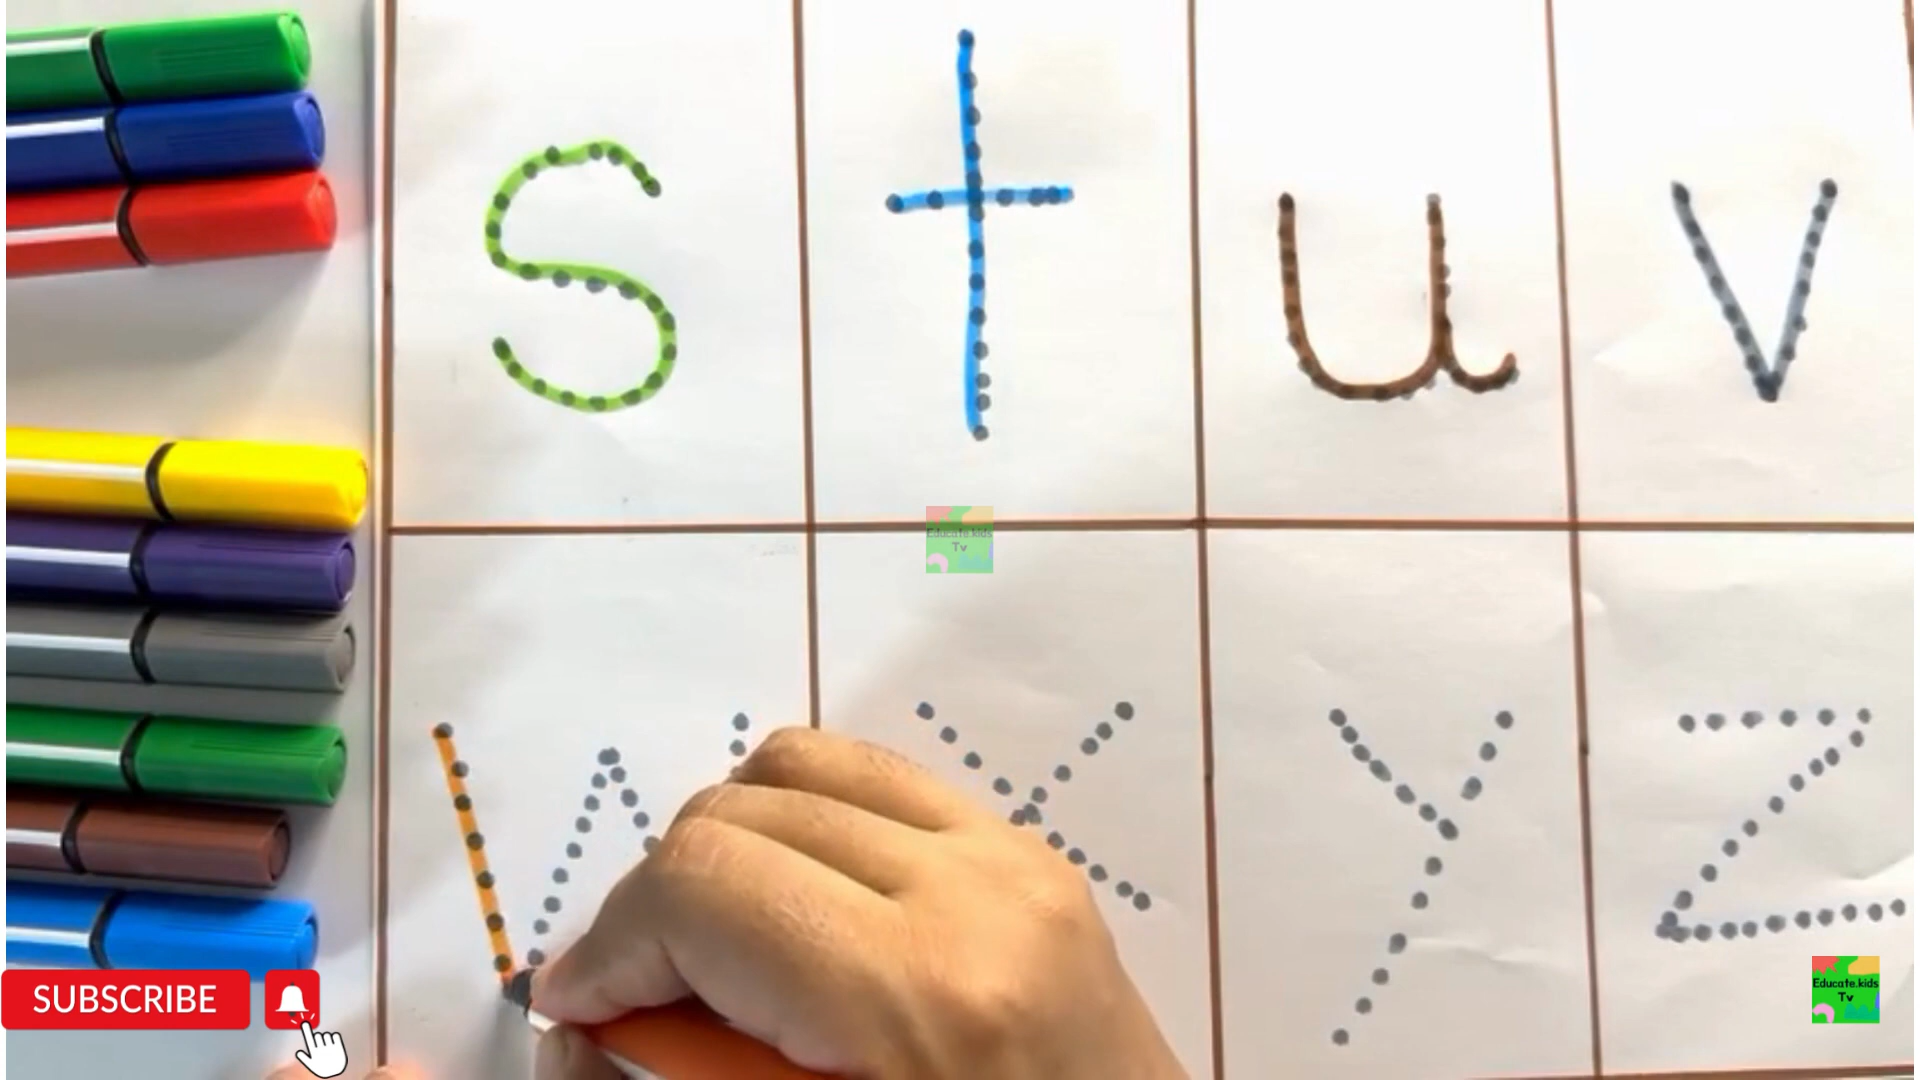 s t u v
Educate.kids
Tv
w x y z
SUBSCRIBE
Educate.kids
Tv